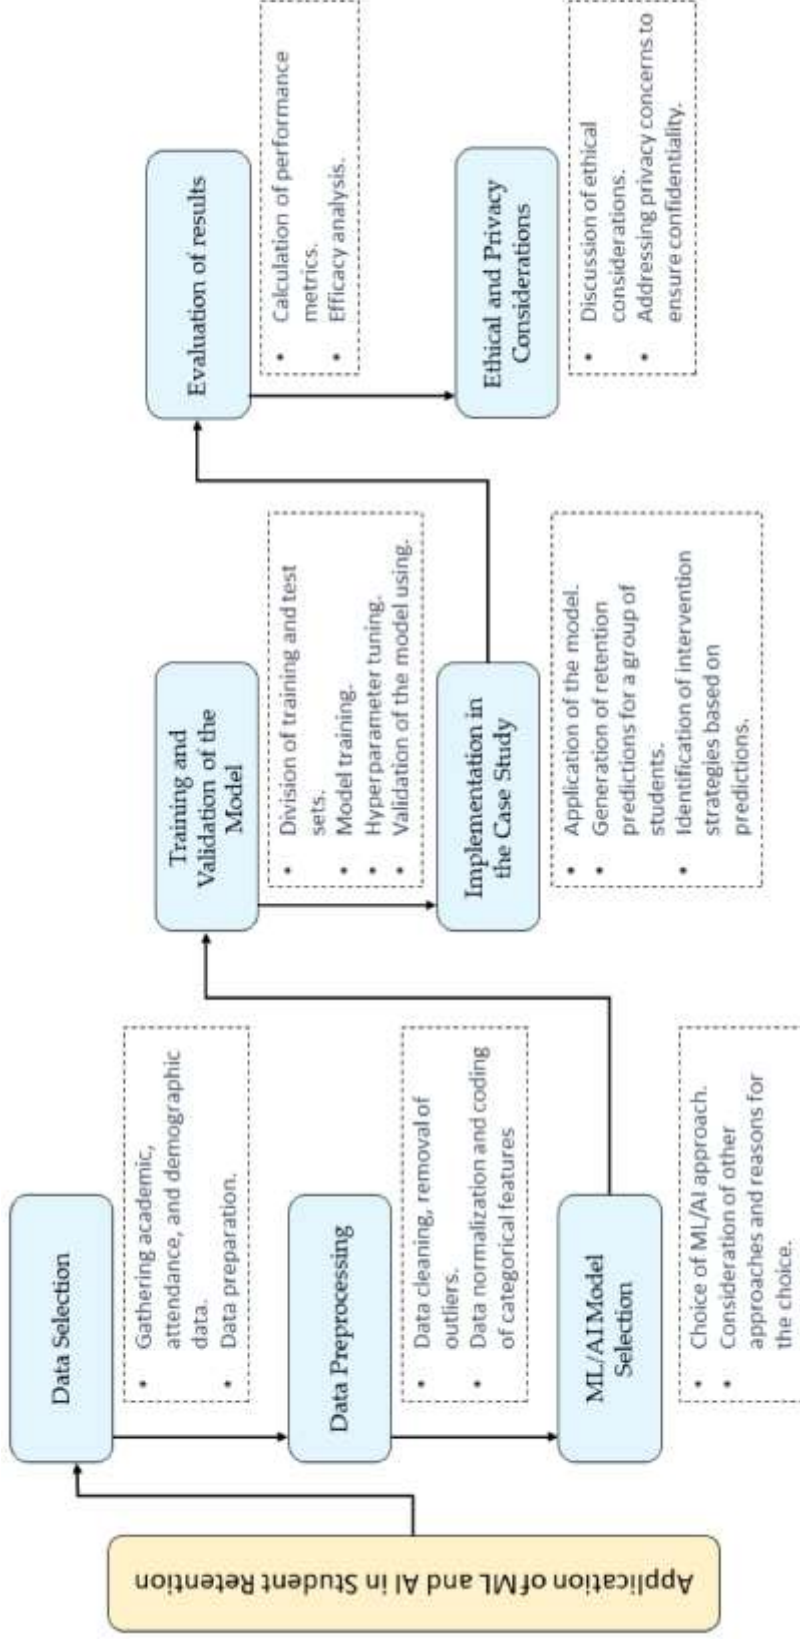 Application of ML and AI in Student Retention
Data Selection
• Gathering academic,
attendance, and demographic
data.
• Data preparation.
Data Preprocessing
• Data cleaning, removal of
outliers.
• Data normalization and coding
of categorical features
ML/AI Model
Selection
• Choice of ML/AI approach.
• Consideration of other
approaches and reasons for
the choice.
Training and
Validation of the
Model
• Division of training and test
sets.
• Model training.
• Hyperparameter tuning.
• Validation of the model using.
Implementation in
the Case Study
• Application of the model.
• Generation of retention
predictions for a group of
students.
• Identification of intervention
strategies based on
predictions.
Evaluation of results
• Calculation of performance
metrics.
• Efficacy analysis.
Ethical and Privacy
Considerations
• Discussion of ethical
considerations.
• Addressing privacy concerns to
ensure confidentiality.